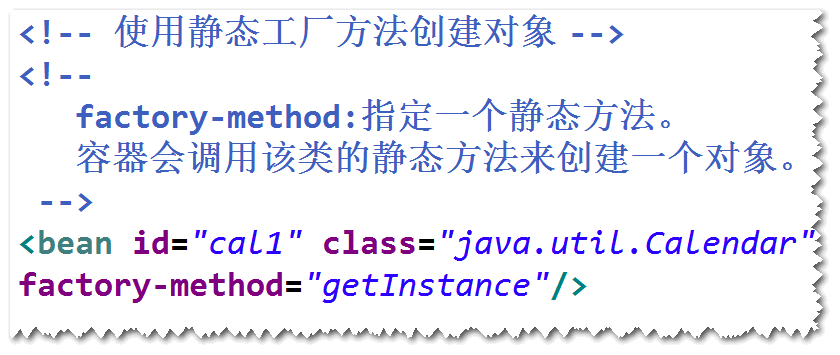 <!-- 使用静态工厂方法创建对象 -->
<!--
factory-method:指定一个静态方法。
容器会调用该类的静态方法来创建一个对象。
-->
<bean id="cal1" class="java.util.Calendar"
factory-method="getInstance"/>